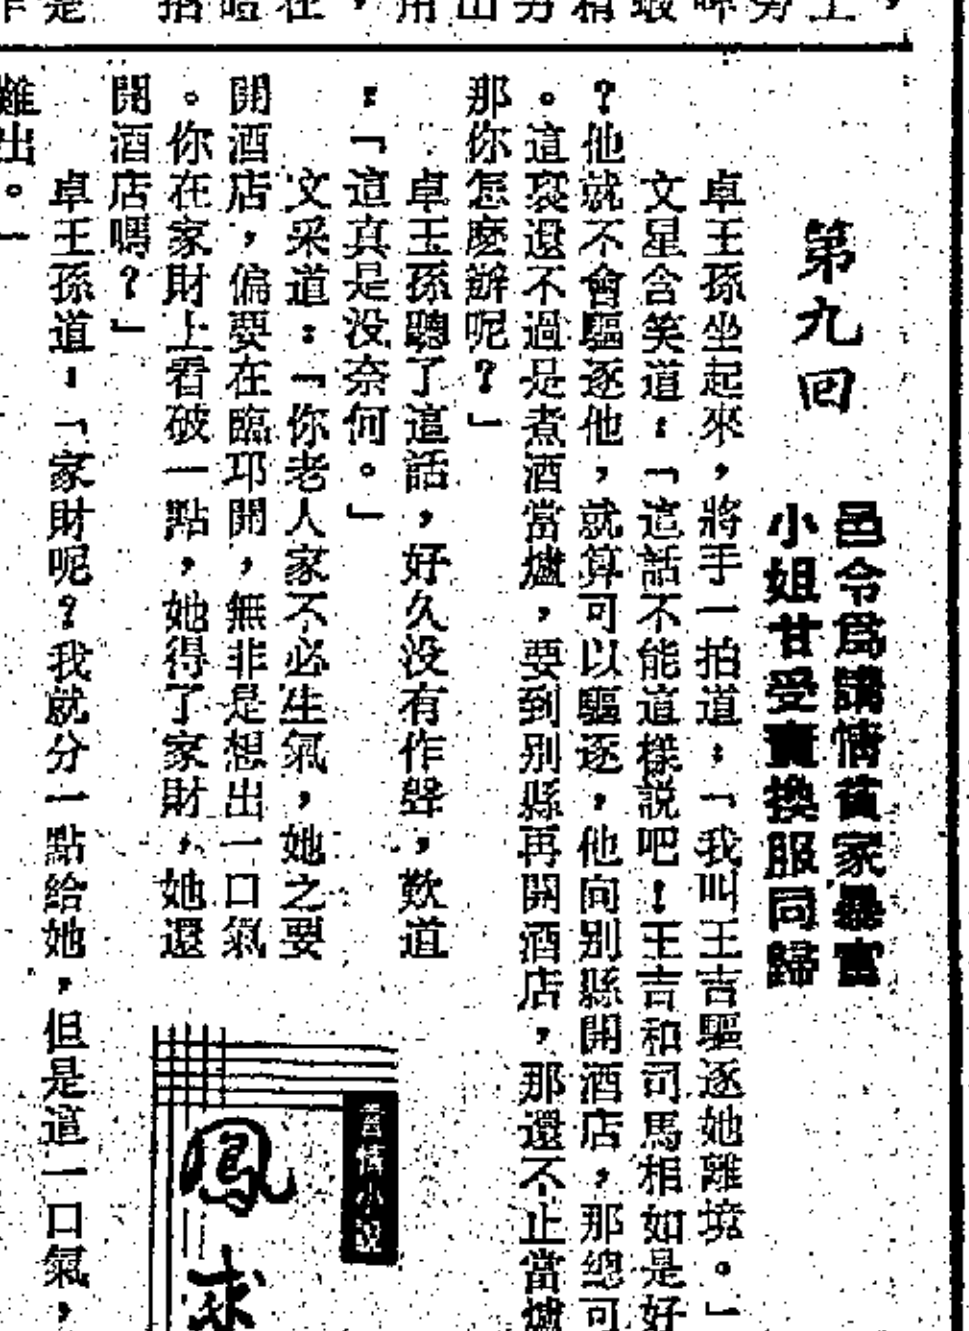 第九回
邑令爲講情貧家暴富
小姐甘受賣換服同歸
卓王孫坐起來，將手一拍道：「我叫王吉驅逐她離境。」
文星含笑道：「這話不能這樣説吧！王吉和司馬相如是好
？他就不會驅逐他，就算可以驅逐，他向别縣開酒店，那總可
。這裏還不過是煮酒當爐，要到别縣再開酒店，那還不止當爐
那你怎麽辦呢？」
卓王孫聽了這話，好久没有作聲，歎道
：「這真是没奈何。」
文采道：「你老人家不必生氣，她之要
開酒店，偏要在臨邛開，無非是想出一口氣
。你在家財上看破一點，她得了家財，她還
開酒店嗎？」
卓王孫道：「家財呢？我就分一點給她，但是這一口氣，
難出。」
言情小説
鳳求